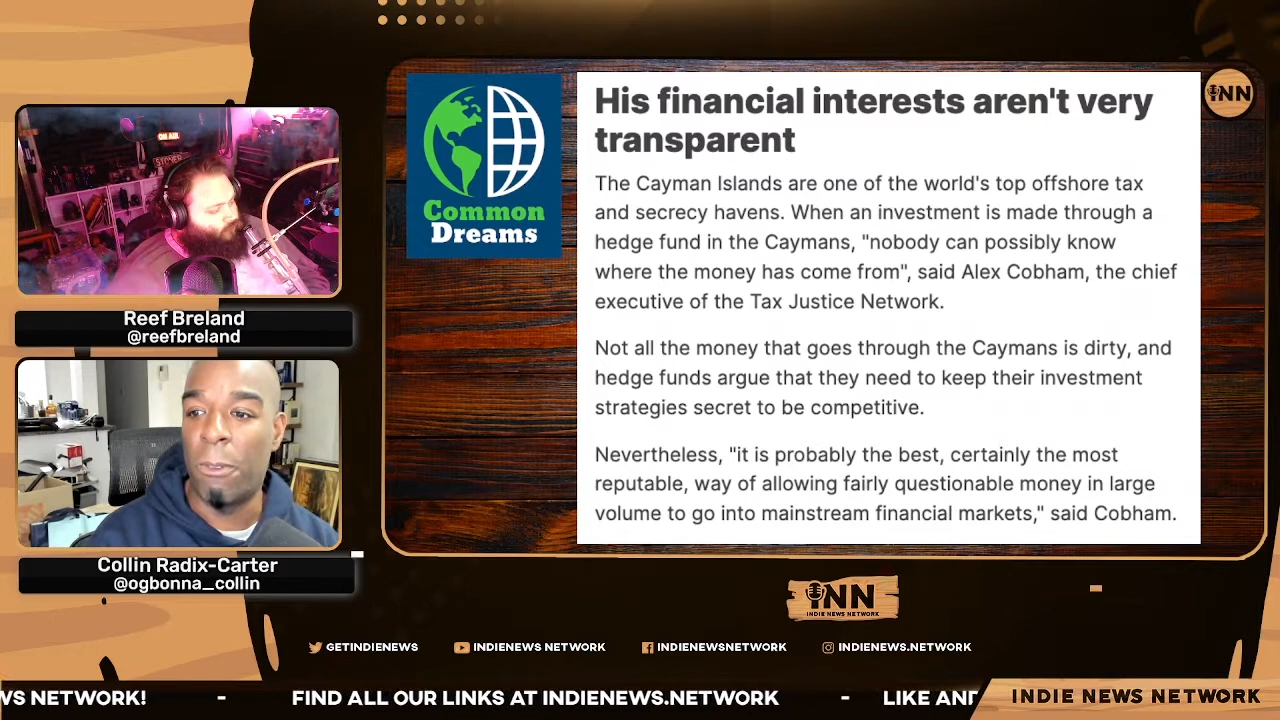 ON AIR
STONER
Reef Breland
@reefbreland
Collin Radix-Carter
@ogbonna_collin
Common
Dreams
His financial interests aren't very
transparent
The Cayman Islands are one of the world's top offshore tax
and secrecy havens. When an investment is made through a
hedge fund in the Caymans, "nobody can possibly know
where the money has come from", said Alex Cobham, the chief
executive of the Tax Justice Network.
Not all the money that goes through the Caymans is dirty, and
hedge funds argue that they need to keep their investment
strategies secret to be competitive.
Nevertheless, "it is probably the best, certainly the most
reputable, way of allowing fairly questionable money in large
volume to go into mainstream financial markets," said Cobham.
INN
INN
INDIE NEWS NETWORK
GETINDIENEWS
INDIENEWS NETWORK
INDIENEWSNETWORK
INDIENEWS.NETWORK
WS NETWORK! - FIND ALL OUR LINKS AT INDIENEWS.NETWORK - LIKE AND
INDIE NEWS NETWORK